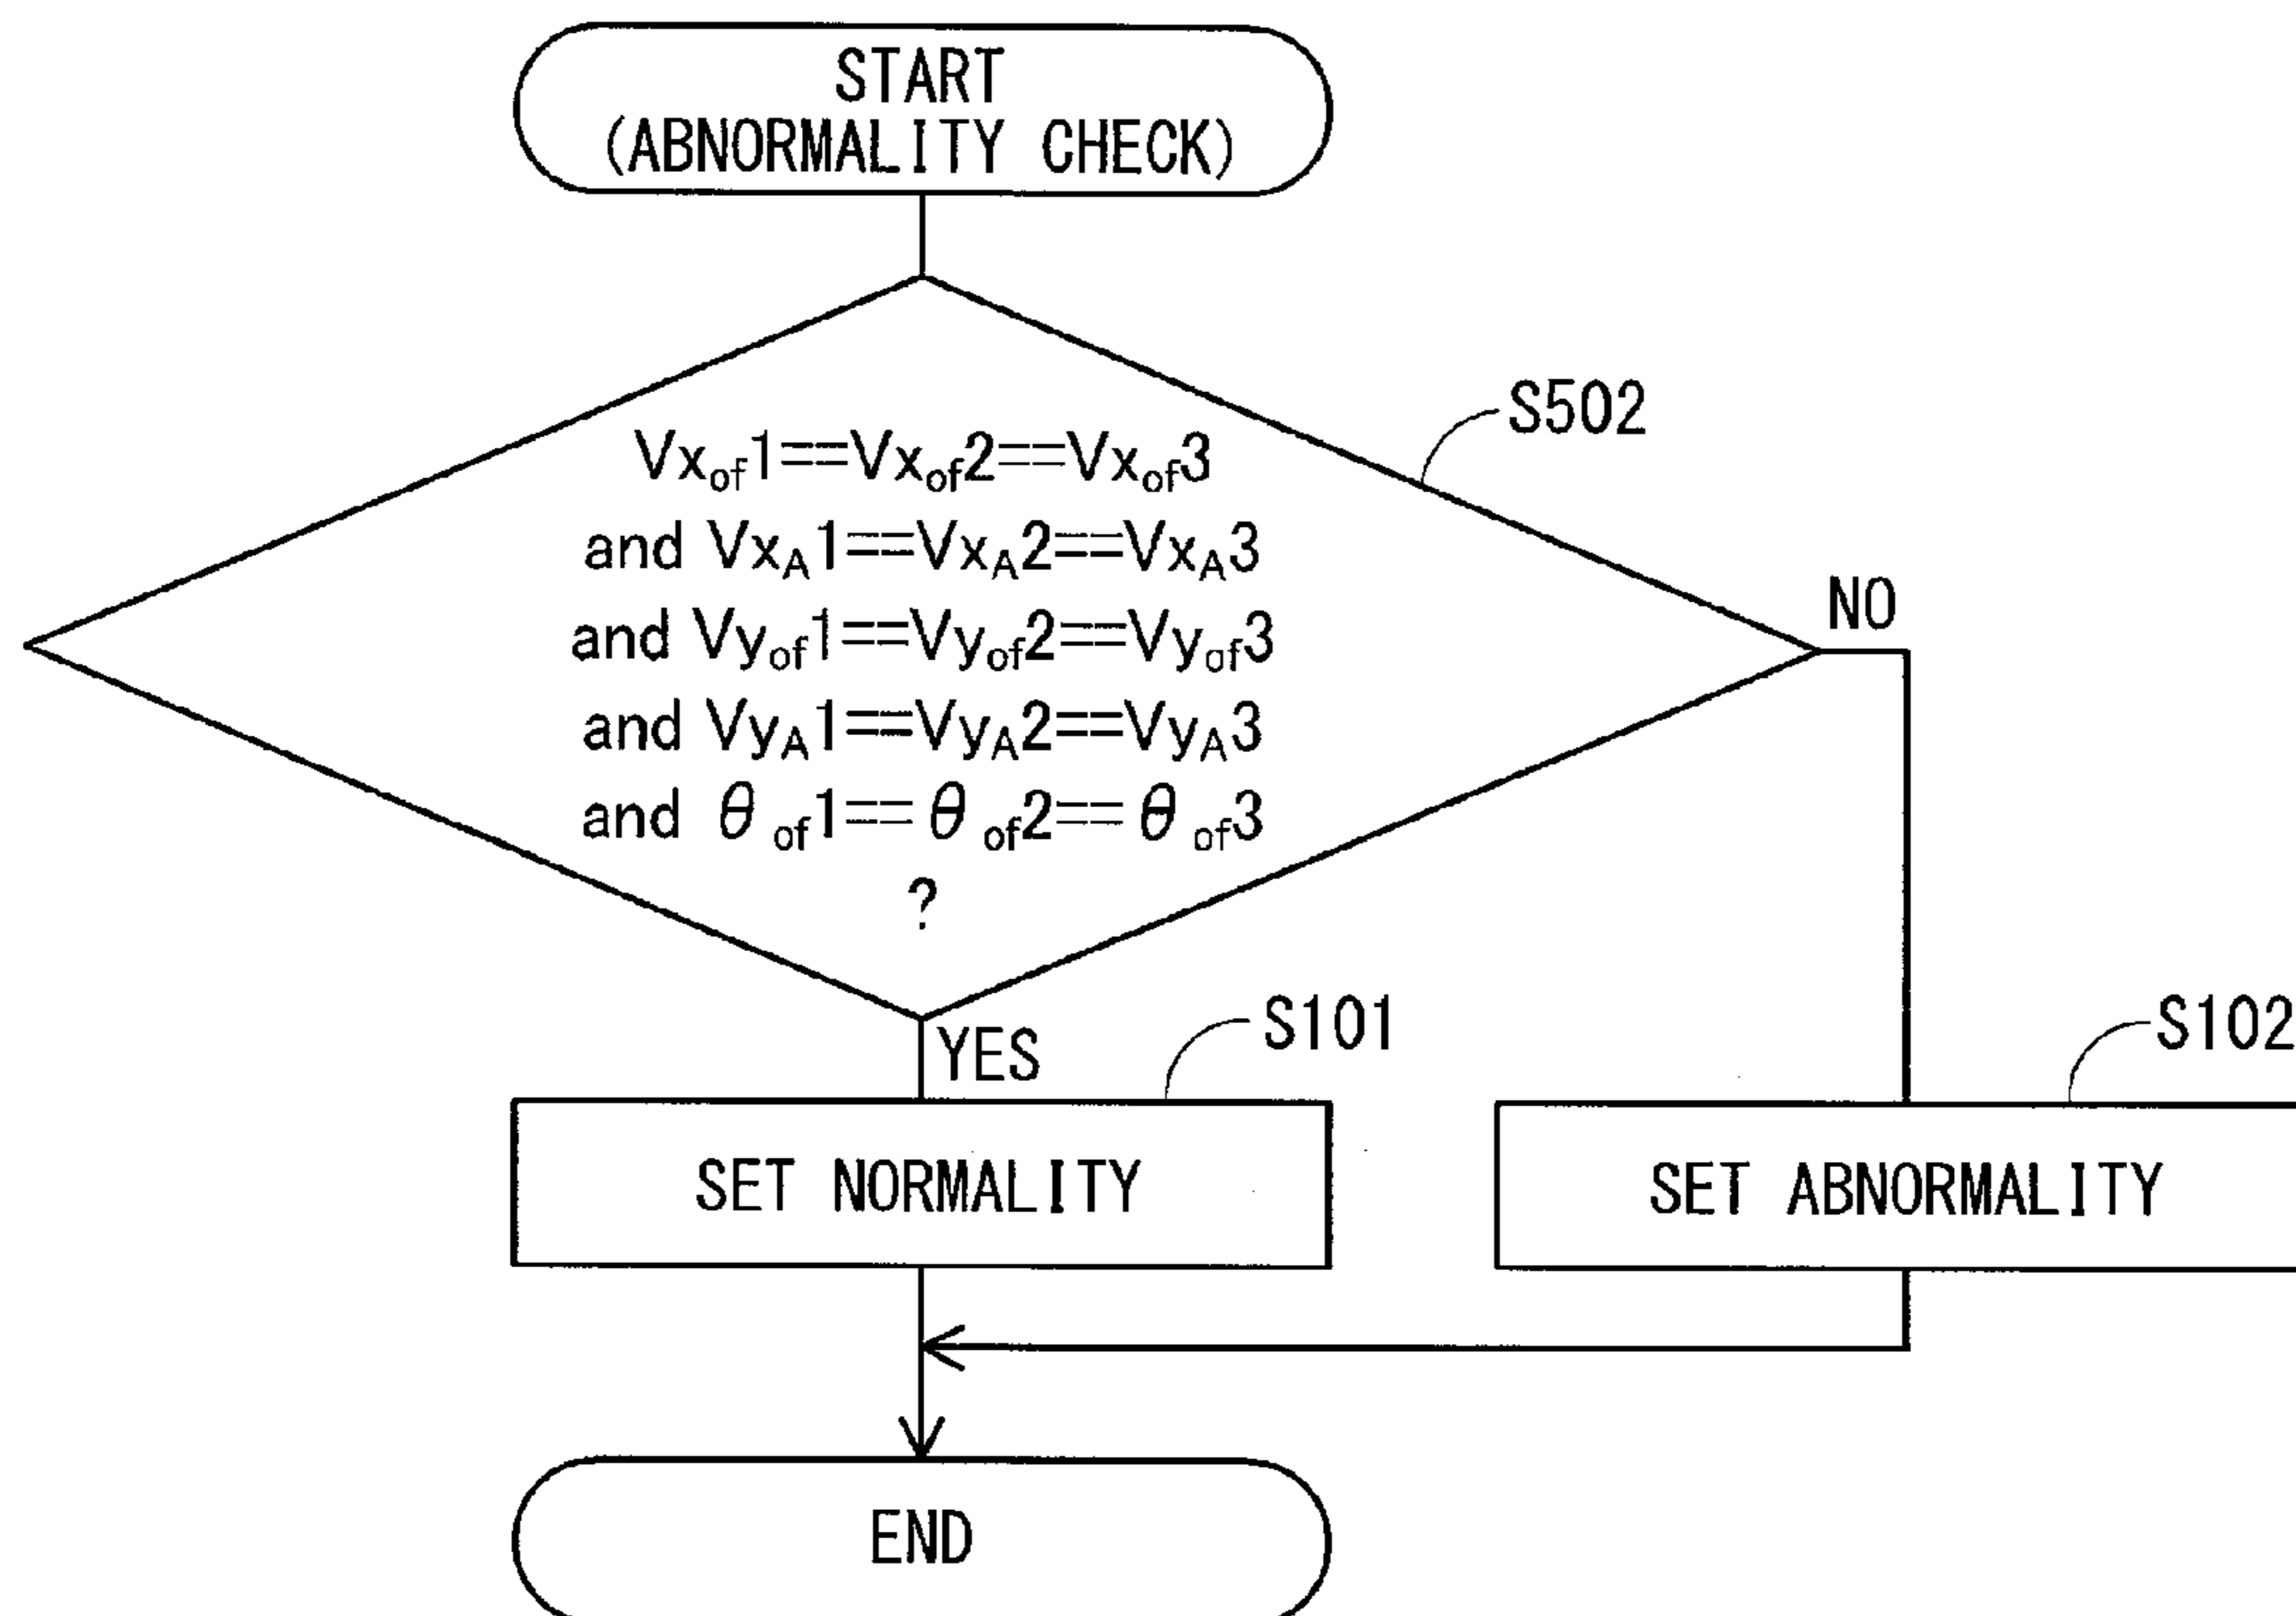 START
(ABNORMALITY CHECK)
S502
Vxof1==Vxof2==Vxof3
and VxA1==VxA2==VxA3
NO
and Vyof1==Vyof2==Vyof3
and VyA1==VyA2==VyA3
and θof1==θof2==θof3
?
YES
S101
S102
SET NORMALITY
SET ABNORMALITY
END